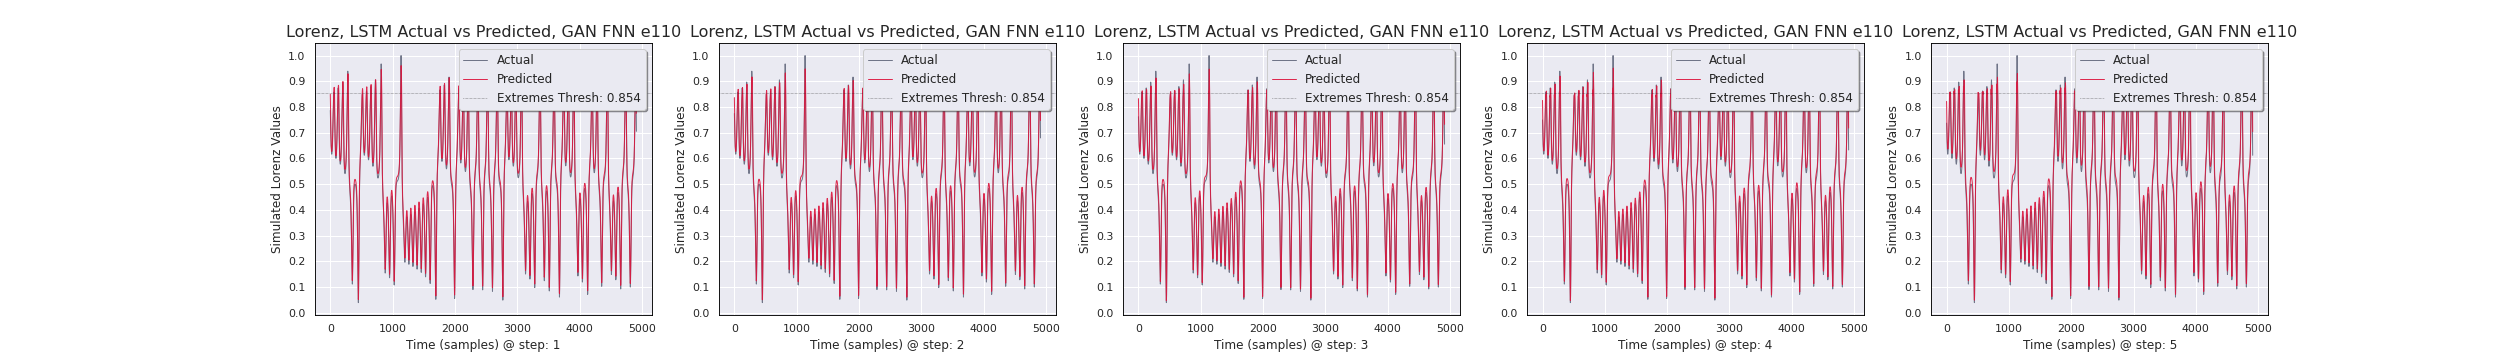 Lorenz, LSTM Actual vs Predicted, GAN FNN e110
Simulated Lorenz Values
1.0
0.9
0.8
0.7
0.6
0.5
0.4
0.3
0.2
0.1
0.0
Actual
Predicted
Extremes Thresh: 0.854
0 1000 2000 3000 4000 5000
Time (samples) @ step: 1
Lorenz, LSTM Actual vs Predicted, GAN FNN e110
Simulated Lorenz Values
1.0
0.9
0.8
0.7
0.6
0.5
0.4
0.3
0.2
0.1
0.0
Actual
Predicted
Extremes Thresh: 0.854
0 1000 2000 3000 4000 5000
Time (samples) @ step: 2
Lorenz, LSTM Actual vs Predicted, GAN FNN e110
Simulated Lorenz Values
1.0
0.9
0.8
0.7
0.6
0.5
0.4
0.3
0.2
0.1
0.0
Actual
Predicted
Extremes Thresh: 0.854
0 1000 2000 3000 4000 5000
Time (samples) @ step: 3
Lorenz, LSTM Actual vs Predicted, GAN FNN e110
Simulated Lorenz Values
1.0
0.9
0.8
0.7
0.6
0.5
0.4
0.3
0.2
0.1
0.0
Actual
Predicted
Extremes Thresh: 0.854
0 1000 2000 3000 4000 5000
Time (samples) @ step: 4
Lorenz, LSTM Actual vs Predicted, GAN FNN e110
Simulated Lorenz Values
1.0
0.9
0.8
0.7
0.6
0.5
0.4
0.3
0.2
0.1
0.0
Actual
Predicted
Extremes Thresh: 0.854
0 1000 2000 3000 4000 5000
Time (samples) @ step: 5